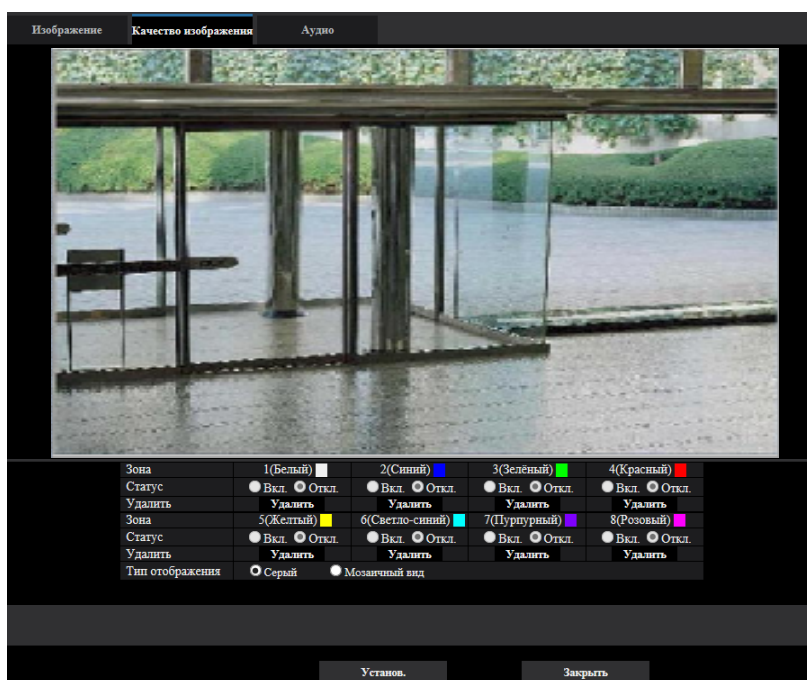 Изображение Качество изображения Аудио
Зона 1(Белый) 2(Синий) 3(Зелёный) 4(Красный)
Статус Вкл. Откл. Вкл. Откл. Вкл. Откл. Вкл. Откл.
Удалить Удалить Удалить Удалить Удалить
Зона 5(Желтый) 6(Светло-синий) 7(Пурпурный) 8(Розовый)
Статус Вкл. Откл. Вкл. Откл. Вкл. Откл. Вкл. Откл.
Удалить Удалить Удалить Удалить Удалить
Тип отображения Серый Мозаичный вид
Установ. Закрыть